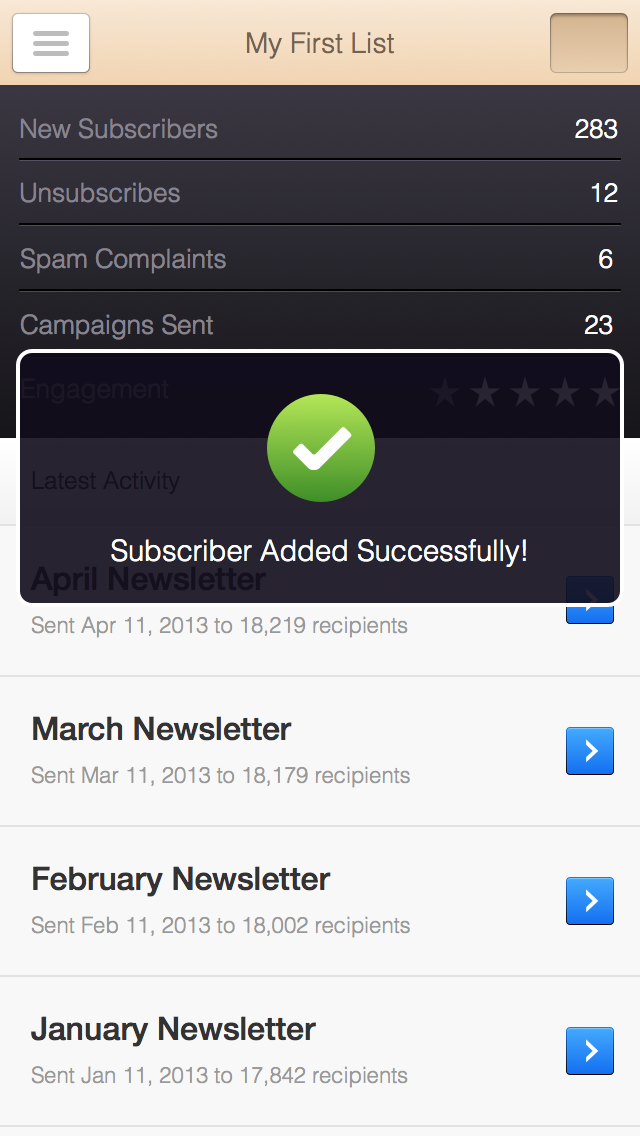 My First List
New Subscribers 283
Unsubscribes 12
Spam Complaints 6
Campaigns Sent 23
Engagement
Latest Activity
Subscriber Added Successfully!
April Newsletter
Sent Apr 11, 2013 to 18,219 recipients
March Newsletter
Sent Mar 11, 2013 to 18,179 recipients
February Newsletter
Sent Feb 11, 2013 to 18,002 recipients
January Newsletter
Sent Jan 11, 2013 to 17,842 recipients